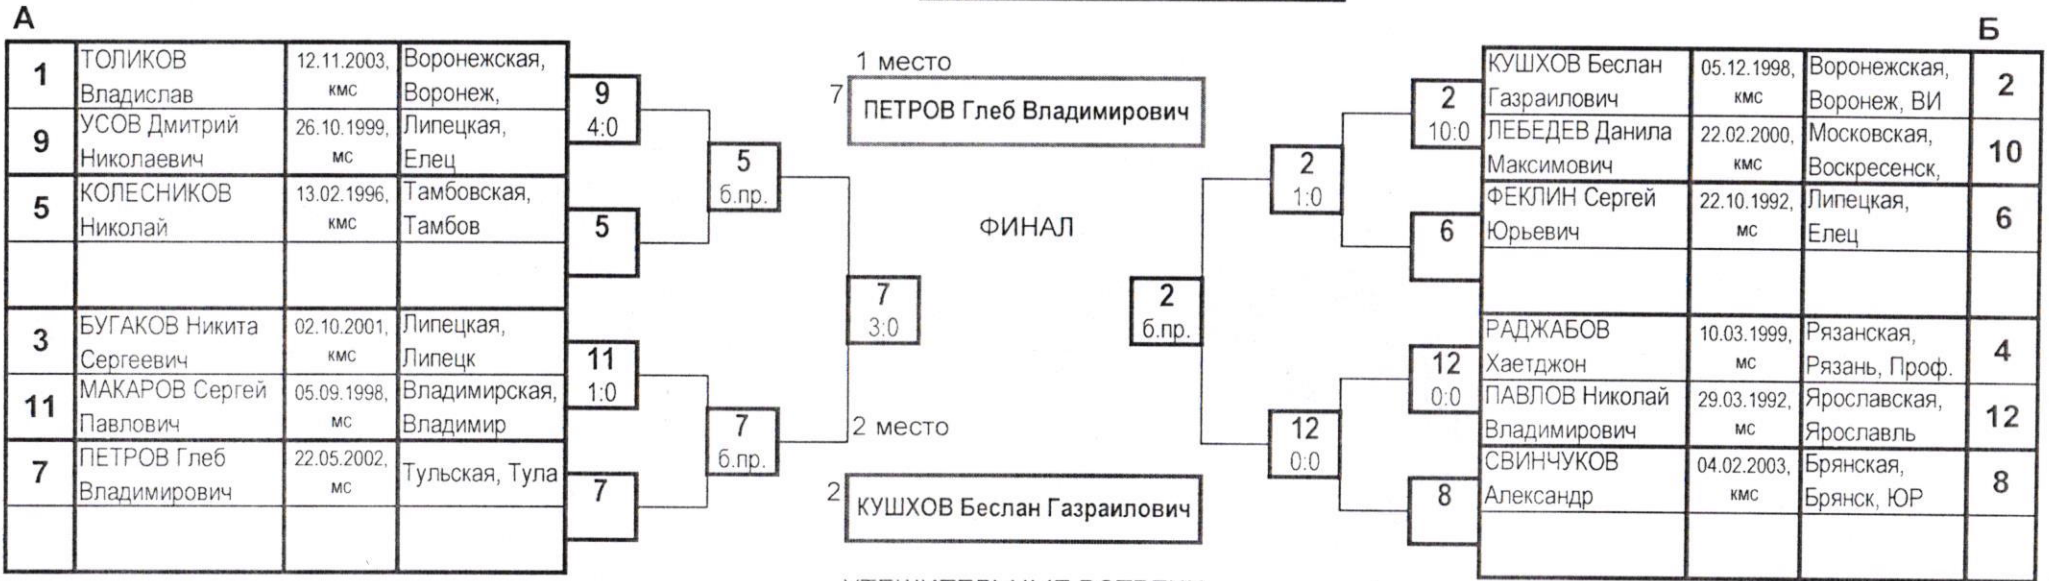 А
1
ТОЛИКОВ
Владислав
12.11.2003,
кмс
Воронежская,
Воронеж,
9
УСОВ Дмитрий
Николаевич
26.10.1999,
мс
Липецкая,
Елец
5
КОЛЕСНИКОВ
Николай
13.02.1996,
кмс
Тамбовская,
Тамбов
3
БУГАКОВ Никита
Сергеевич
02.10.2001,
кмс
Липецкая,
Липецк
11
МАКАРОВ Сергей
Павлович
05.09.1998,
мс
Владимирская,
Владимир
7
ПЕТРОВ Глеб
Владимирович
22.05.2002,
мс
Тульская, Тула
9
4:0
5
11
1:0
7
5
б.пр.
7
б.пр.
7
3:0
1 место
7
ПЕТРОВ Глеб Владимирович
ФИНАЛ
2 место
2
КУШХОВ Беслан Газраилович
2
б.пр.
2
1:0
12
0:0
2
10:0
6
12
0:0
8
Б
КУШХОВ Беслан
Газраилович
05.12.1998,
кмс
Воронежская,
Воронеж, ВИ
2
ЛЕБЕДЕВ Данила
Максимович
22.02.2000,
кмс
Московская,
Воскресенск,
10
ФЕКЛИН Сергей
Юрьевич
22.10.1992,
мс
Липецкая,
Елец
6
РАДЖАБОВ
Хаетджон
10.03.1999,
мс
Рязанская,
Рязань, Проф.
4
ПАВЛОВ Николай
Владимирович
29.03.1992,
мс
Ярославская,
Ярославль
12
СВИНЧУКОВ
Александр
04.02.2003,
кмс
Брянская,
Брянск, ЮР
8